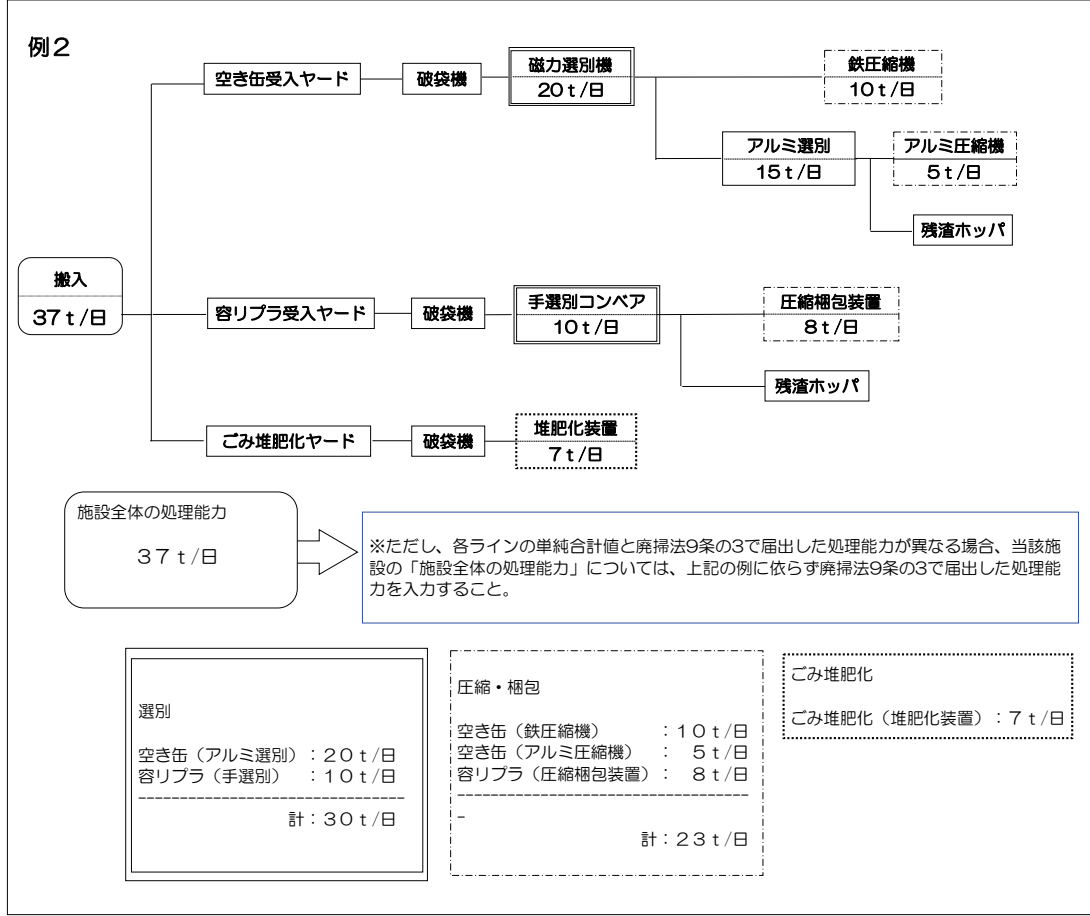 例2
空き缶受入ヤード
破袋機
磁力選別機
20t/日
鉄圧縮機
10t/日
アルミ選別
15t/日
アルミ圧縮機
5t/日
残渣ホッパ
搬入
37t/日
容リプラ受入ヤード
破袋機
手選別コンベア
10t/日
圧縮梱包装置
8t/日
残渣ホッパ
ごみ堆肥化ヤード
破袋機
堆肥化装置
7t/日
施設全体の処理能力
37t/日
※ただし、各ラインの単純合計値と廃掃法9条の3で届出した処理能力が異なる場合、当該施
設の「施設全体の処理能力」については、上記の例に依らず廃掃法9条の3で届出した処理能
力を入力すること。
選別
空き缶（アルミ選別）：20t/日
容リプラ（手選別）　：10t/日
--------------------------------
計：30t/日
圧縮・梱包
空き缶（鉄圧縮機）　　：10t/日
空き缶（アルミ圧縮機）：　5t/日
容リプラ（圧縮梱包装置）：　8t/日
-----------------------------------
-
計：23t/日
ごみ堆肥化
ごみ堆肥化（堆肥化装置）：7t/日